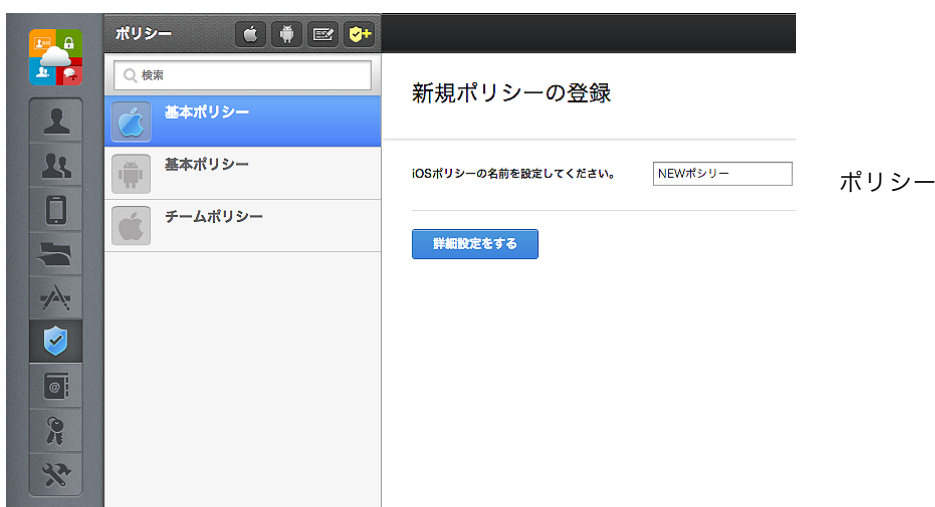 ポリシー
検索
基本ポリシー
基本ポリシー
チームポリシー
新規ポリシーの登録
iOSポリシーの名前を設定してください。
NEWポシリー
詳細設定をする
ポリシー